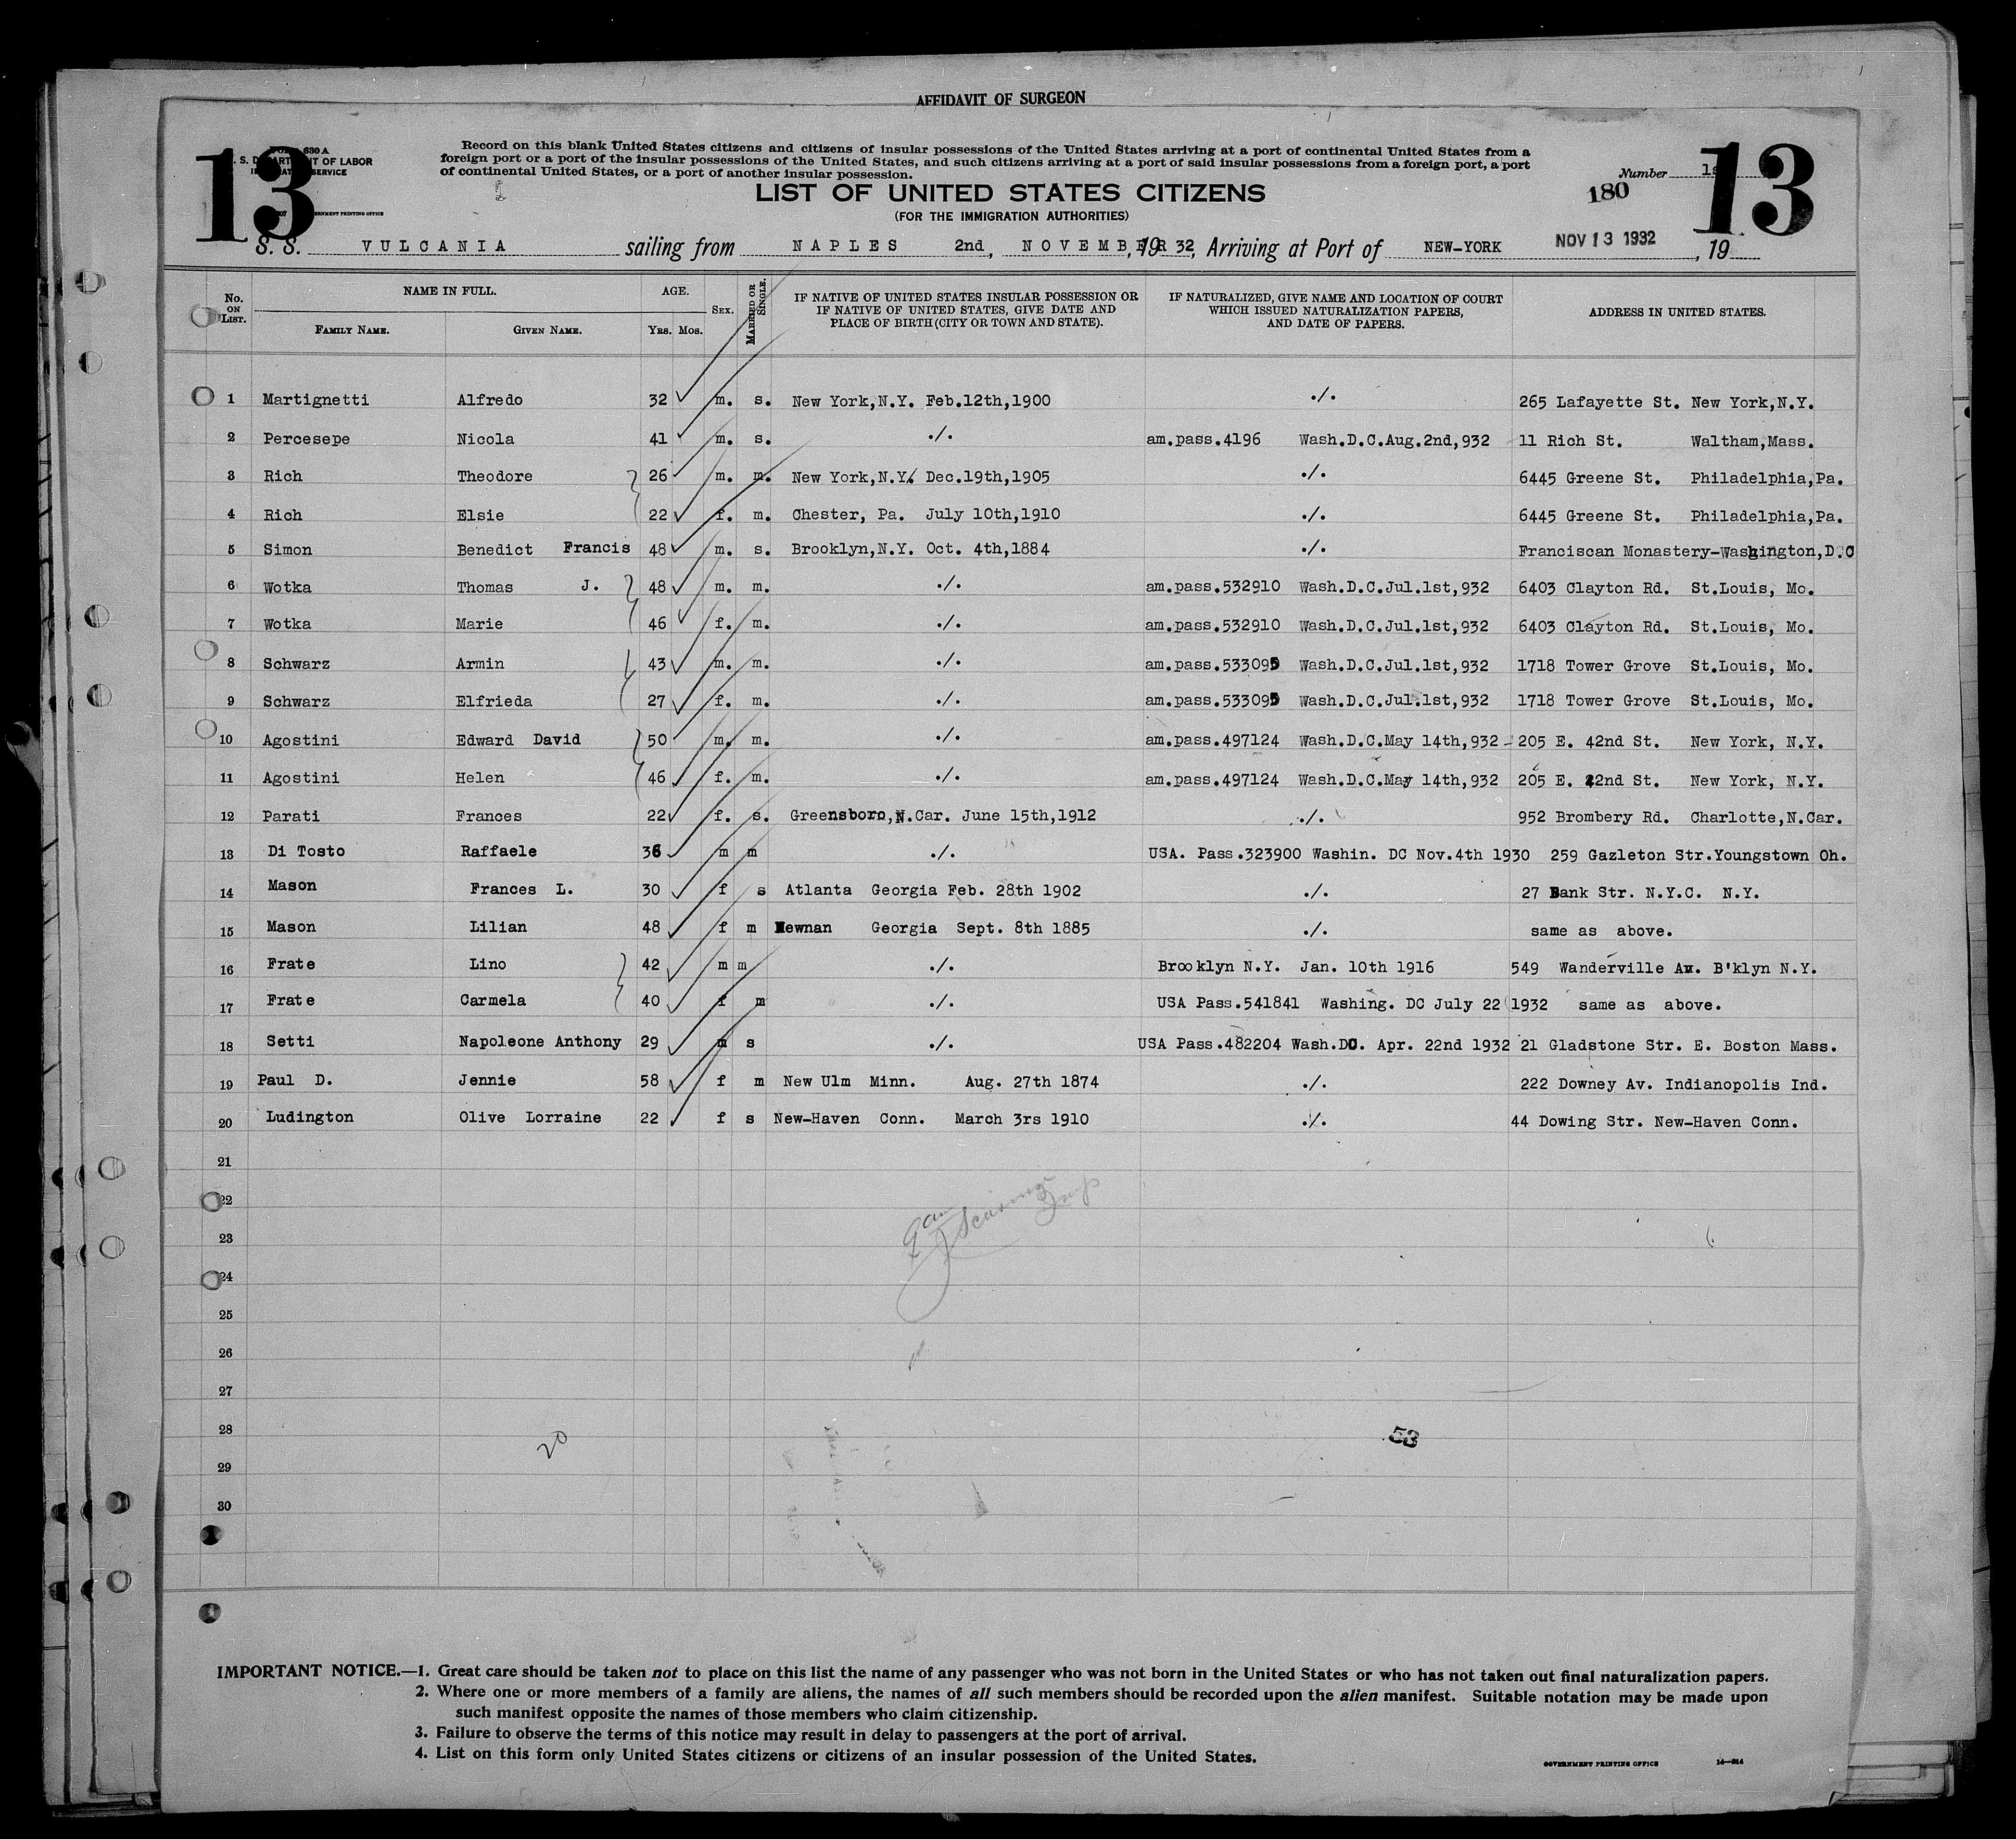 AFFIDAVIT OF SURGEON
13
630 A
S. DEPARTMENT OF LABOR
SERVICE
GOVERNMENT PRINTING OFFICE
Record on this blank United States citizens and citizens of insular possessions of the United States arriving at a port of continental United States from a
foreign port or a port of the insular possessions of the United States, and such citizens arriving at a port of said insular possessions from a foreign port, a port
of continental United States, or a port of another insular possession.
LIST OF UNITED STATES CITIZENS
(FOR THE IMMIGRATION AUTHORITIES)
Number
180
13
S. S. VULCANIA sailing from NAPLES 2nd, NOVEMBER, 19 32, Arriving at Port of NEW-YORK NOV 13 1932, 19
No. ON LIST. NAME IN FULL. FAMILY NAME. GIVEN NAME. AGE. YRS. MOS. SEX. MARRIED OR SINGLE. IF NATIVE OF UNITED STATES INSULAR POSSESSION OR IF NATIVE OF UNITED STATES, GIVE DATE AND PLACE OF BIRTH (CITY OR TOWN AND STATE). IF NATURALIZED, GIVE NAME AND LOCATION OF COURT WHICH ISSUED NATURALIZATION PAPERS, AND DATE OF PAPERS. ADDRESS IN UNITED STATES.
1 Martignetti Alfredo 32 m. s. New York,N.Y. Feb.12th,1900 ./. 265 Lafayette St. New York,N.Y.
2 Percesepe Nicola 41 m. s. ./. am.pass.4196 Wash.D.C.Aug.2nd,932 11 Rich St. Waltham,Mass.
3 Rich Theodore 26 m. m. New York,N.Y. Dec.19th,1905 ./. 6445 Greene St. Philadelphia,Pa.
4 Rich Elsie 22 f. m. Chester, Pa. July 10th,1910 ./. 6445 Greene St. Philadelphia,Pa.
5 Simon Benedict Francis 48 m. s. Brooklyn,N.Y. Oct. 4th,1884 ./. Franciscan Monastery-Washington,D.C
6 Wotka Thomas J. 48 m. m. ./. am.pass.532910 Wash.D.C.Jul.1st,932 6403 Clayton Rd. St.Louis, Mo.
7 Wotka Marie 46 f. m. ./. am.pass.532910 Wash.D.C.Jul.1st,932 6403 Clayton Rd. St.Louis, Mo.
8 Schwarz Armin 43 m. m. ./. am.pass.533095 Wash.D.C.Jul.1st,932 1718 Tower Grove St.Louis, Mo.
9 Schwarz Elfrieda 27 f. m. ./. am.pass.533095 Wash.D.C.Jul.1st,932 1718 Tower Grove St.Louis, Mo.
10 Agostini Edward David 50 m. m. ./. am.pass.497124 Wash.D.C.May 14th,932 205 E. 42nd St. New York, N.Y.
11 Agostini Helen 46 f. m. ./. am.pass.497124 Wash.D.C.May 14th,932 205 E. 42nd St. New York, N.Y.
12 Parati Frances 22 f. s. Greensboro,N.Car. June 15th,1912 ./. 952 Brombery Rd. Charlotte,N.Car.
13 Di Tosto Raffaele 36 m m ./. USA. Pass.323900 Washin. DC Nov.4th 1930 259 Gazleton Str.Youngstown Oh.
14 Mason Frances L. 30 f s Atlanta Georgia Feb. 28th 1902 ./. 27 Bank Str. N.Y.C. N.Y.
15 Mason Lilian 48 f m Newnan Georgia Sept. 8th 1885 ./. same as above.
16 Frate Lino 42 m m ./. Brooklyn N.Y. Jan. 10th 1916 549 Wanderville Av. B'klyn N.Y.
17 Frate Carmela 40 f m ./. USA Pass.541841 Washing. DC July 22 1932 same as above.
18 Setti Napoleone Anthony 29 m s ./. USA Pass.482204 Wash.DC. Apr. 22nd 1932 21 Gladstone Str. E. Boston Mass.
19 Paul D. Jennie 58 f m New Ulm Minn. Aug. 27th 1874 ./. 222 Downey Av. Indianopolis Ind.
20 Ludington Olive Lorraine 22 f s New-Haven Conn. March 3rs 1910 ./. 44 Dowing Str. New-Haven Conn.
21
22
23
24
25
26
27
28 20 53
29
30
IMPORTANT NOTICE.—1. Great care should be taken not to place on this list the name of any passenger who was not born in the United States or who has not taken out final naturalization papers.
2. Where one or more members of a family are aliens, the names of all such members should be recorded upon the alien manifest. Suitable notation may be made upon
such manifest opposite the names of those members who claim citizenship.
3. Failure to observe the terms of this notice may result in delay to passengers at the port of arrival.
4. List on this form only United States citizens or citizens of an insular possession of the United States.
GOVERNMENT PRINTING OFFICE